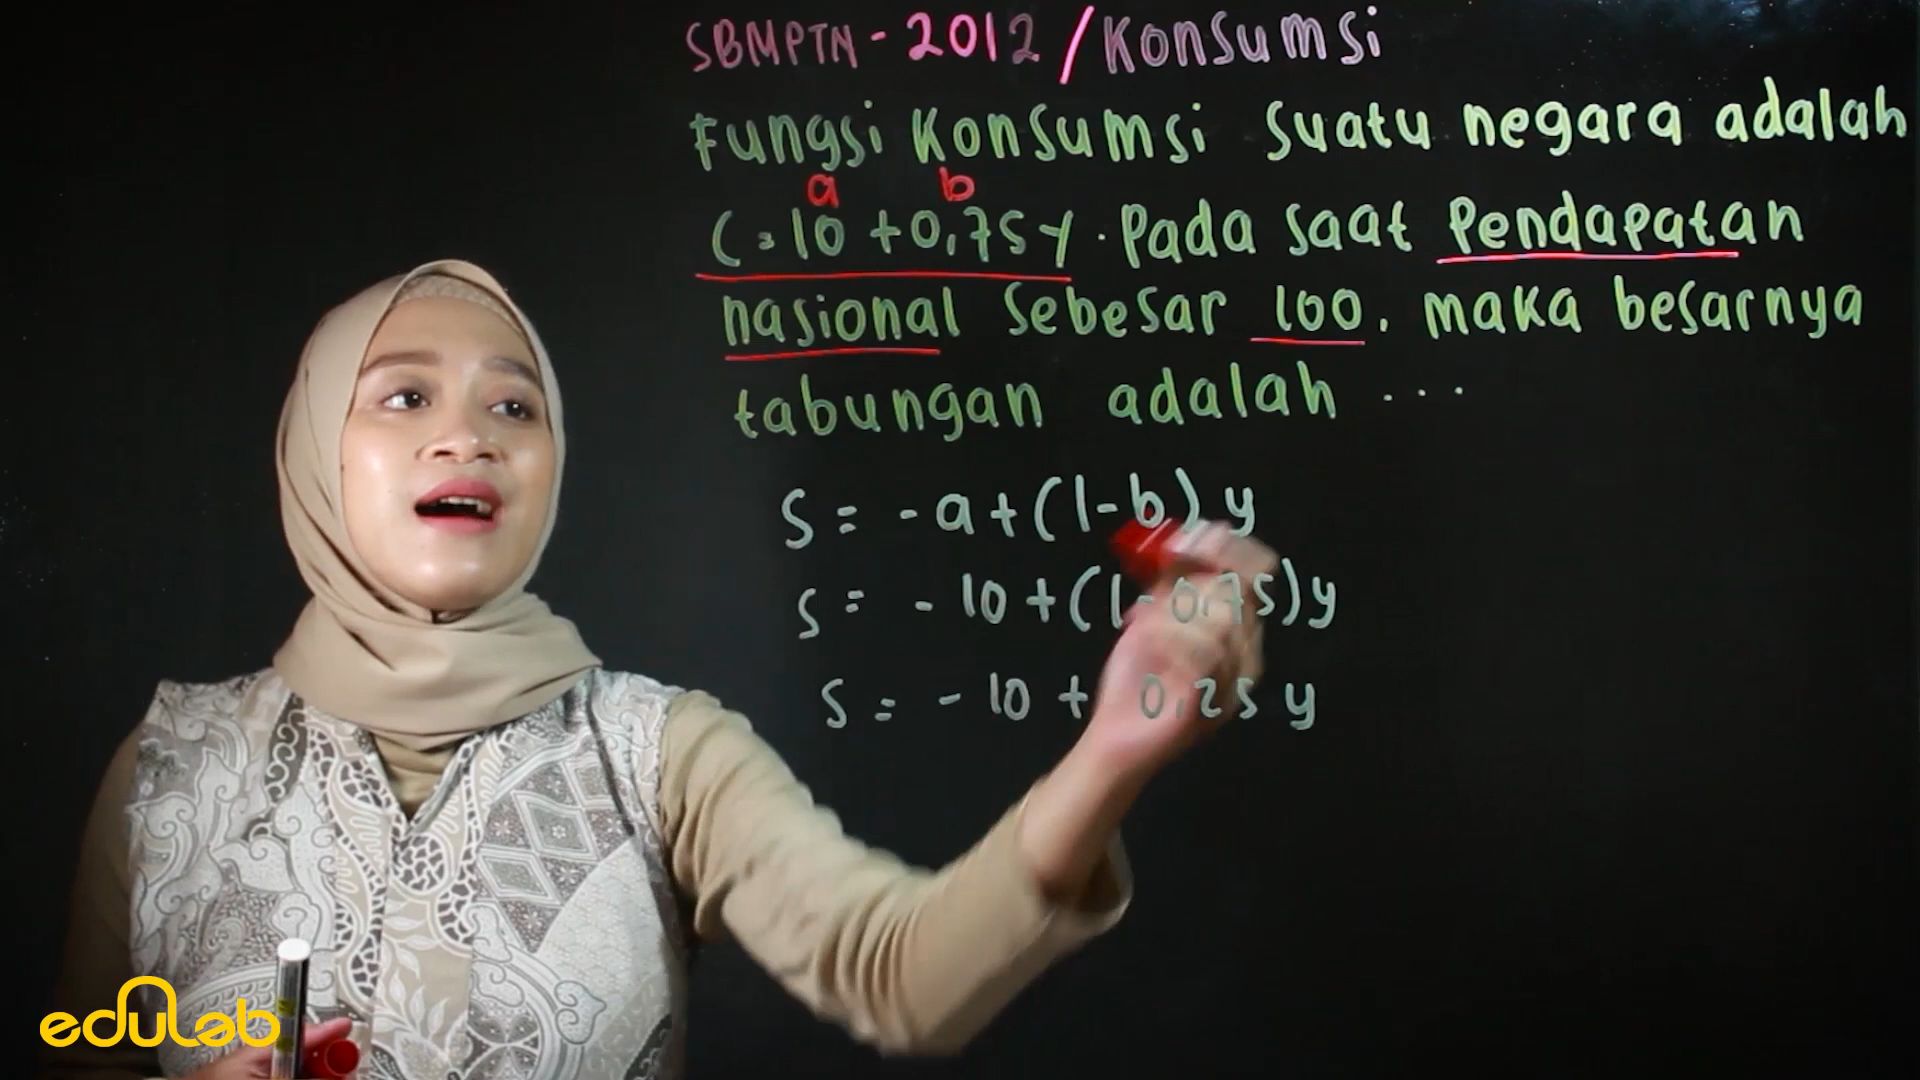 SBMPTN - 2012 / Konsumsi
Fungsi Konsumsi suatu negara adalah
a b
C = 10 + 0,75 Y. Pada saat Pendapatan
nasional sebesar 100, maka besarnya
tabungan adalah ...
S = -a + (1-b) y
S = - 10 + (1 - 0,75) y
S = - 10 + 0,25 y
edulab